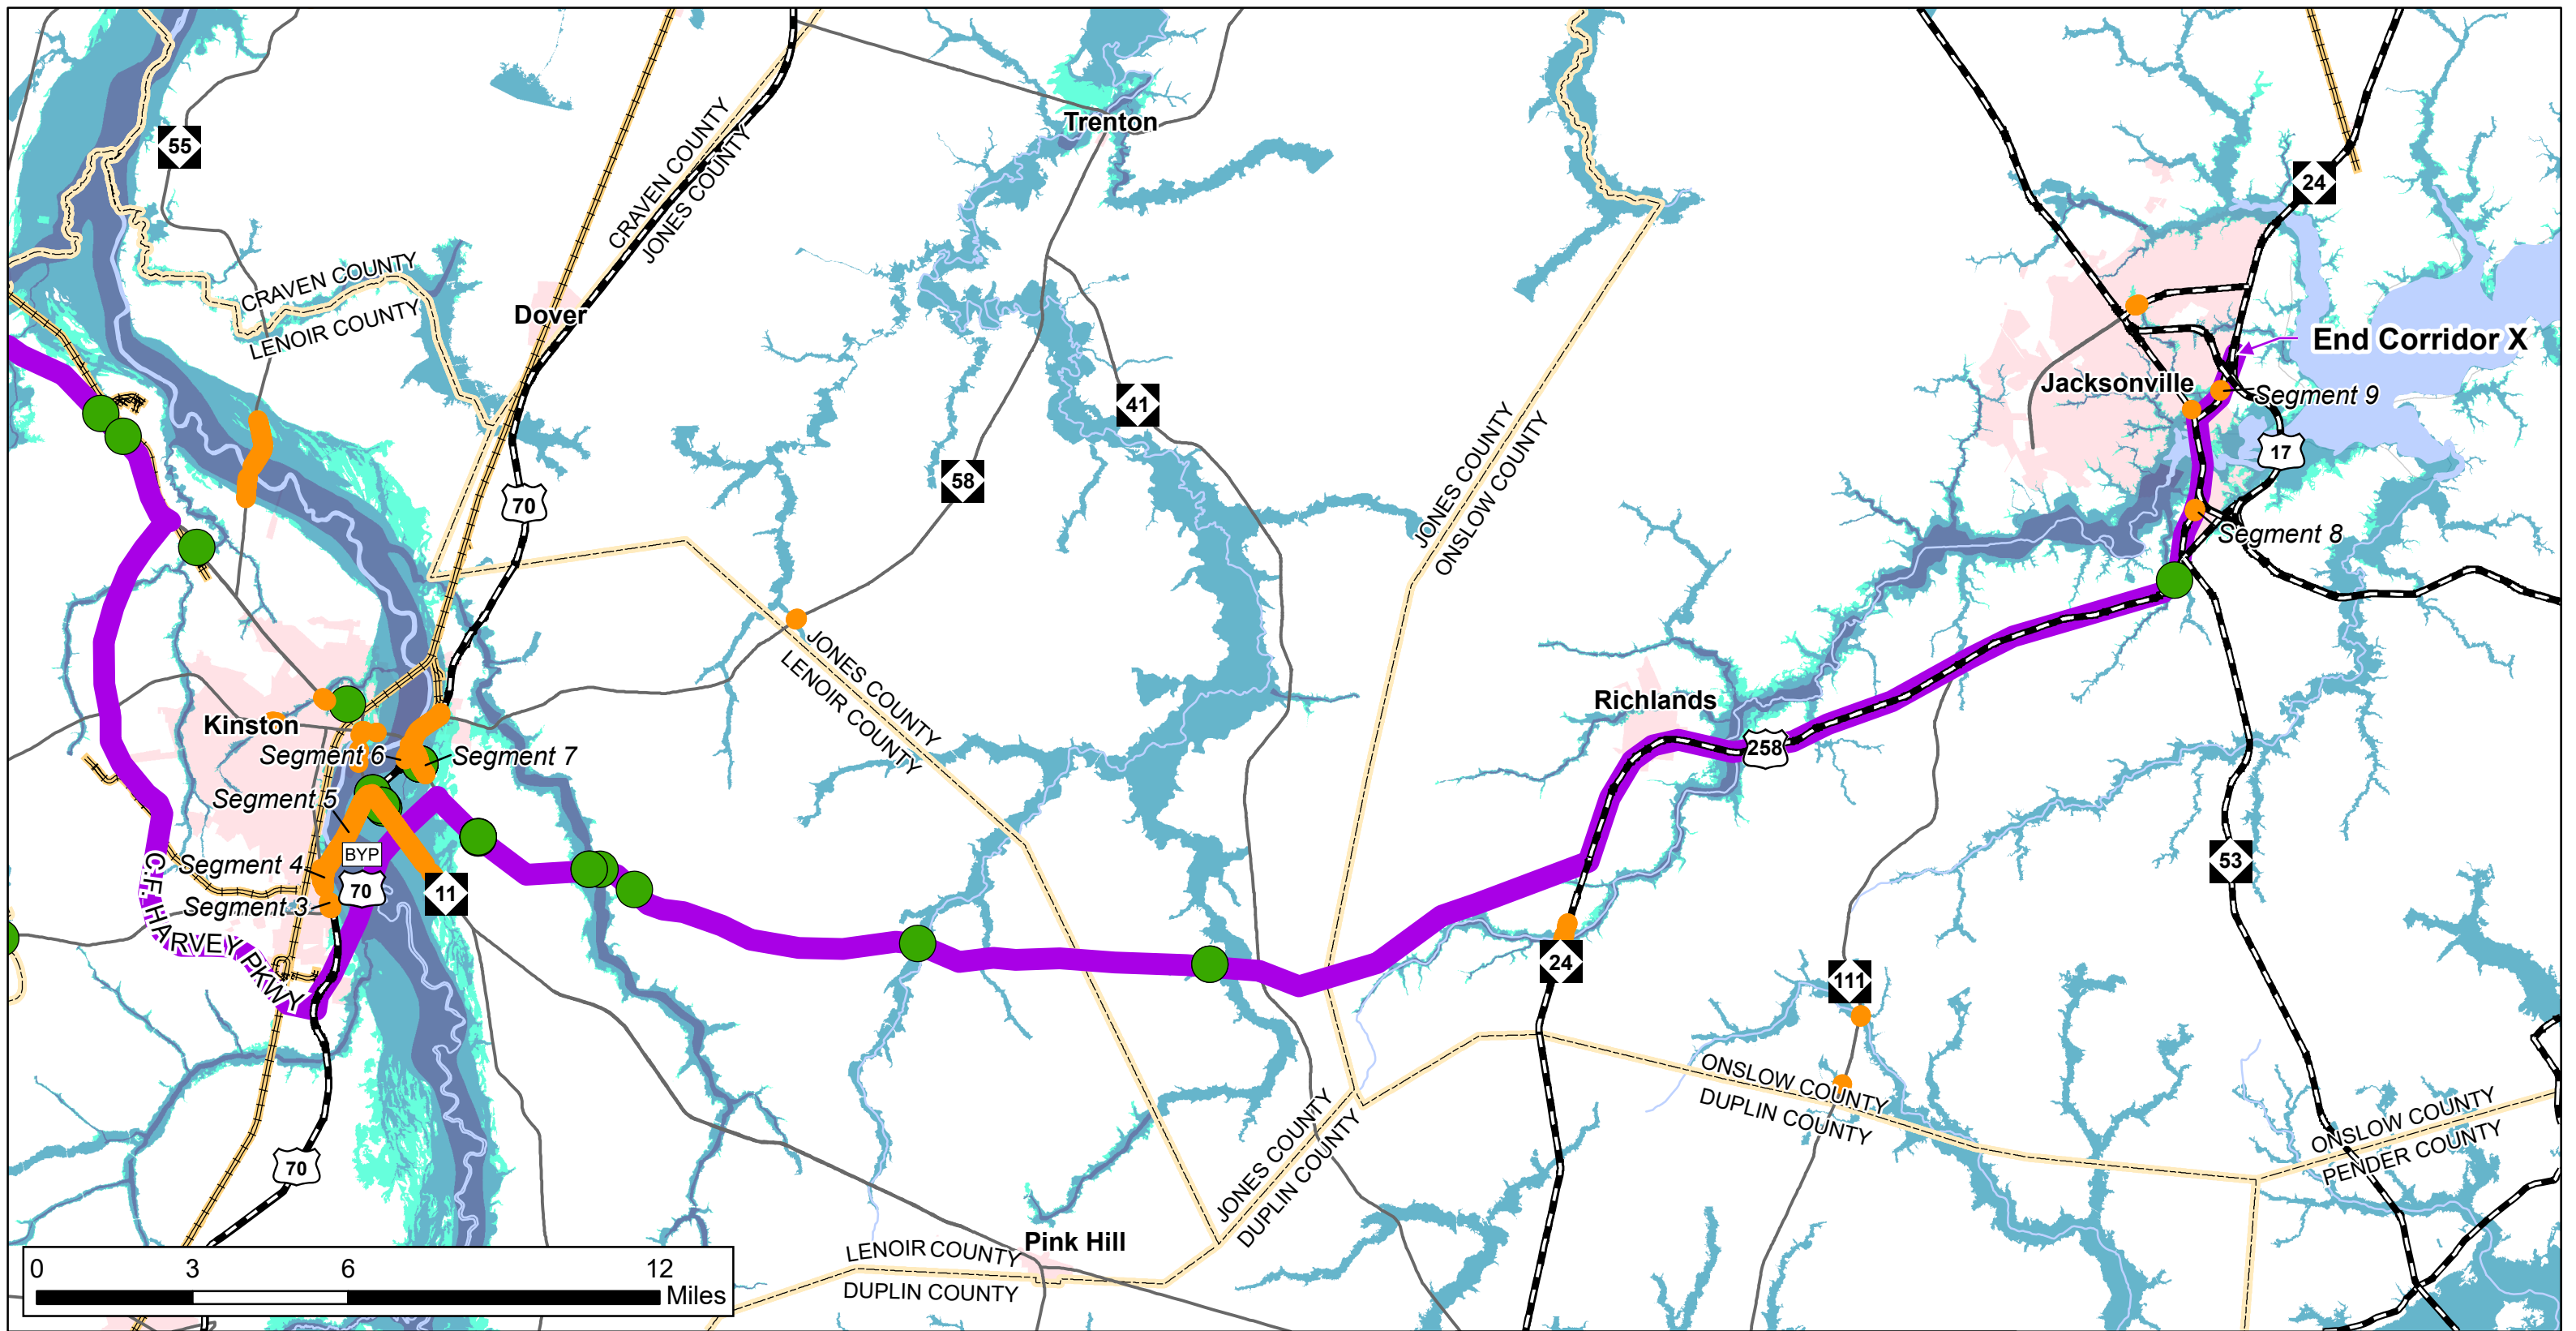 Trenton
55
24
CRAVEN COUNTY
JONES COUNTY
CRAVEN COUNTY
LENOIR COUNTY
Dover
End Corridor X
Jacksonville
Segment 9
41
17
58
70
JONES COUNTY
ONSLOW COUNTY
Segment 8
JONES COUNTY
LENOIR COUNTY
Richlands
Kinston
258
Segment 6
Segment 7
Segment 5
BYP
70
Segment 4
11
Segment 3
53
C.F. HARVEY PKWY
24
111
ONSLOW COUNTY
DUPLIN COUNTY
JONES COUNTY
DUPLIN COUNTY
ONSLOW COUNTY
PENDER COUNTY
70
Pink Hill
LENOIR COUNTY
DUPLIN COUNTY
0 3 6 12
Miles